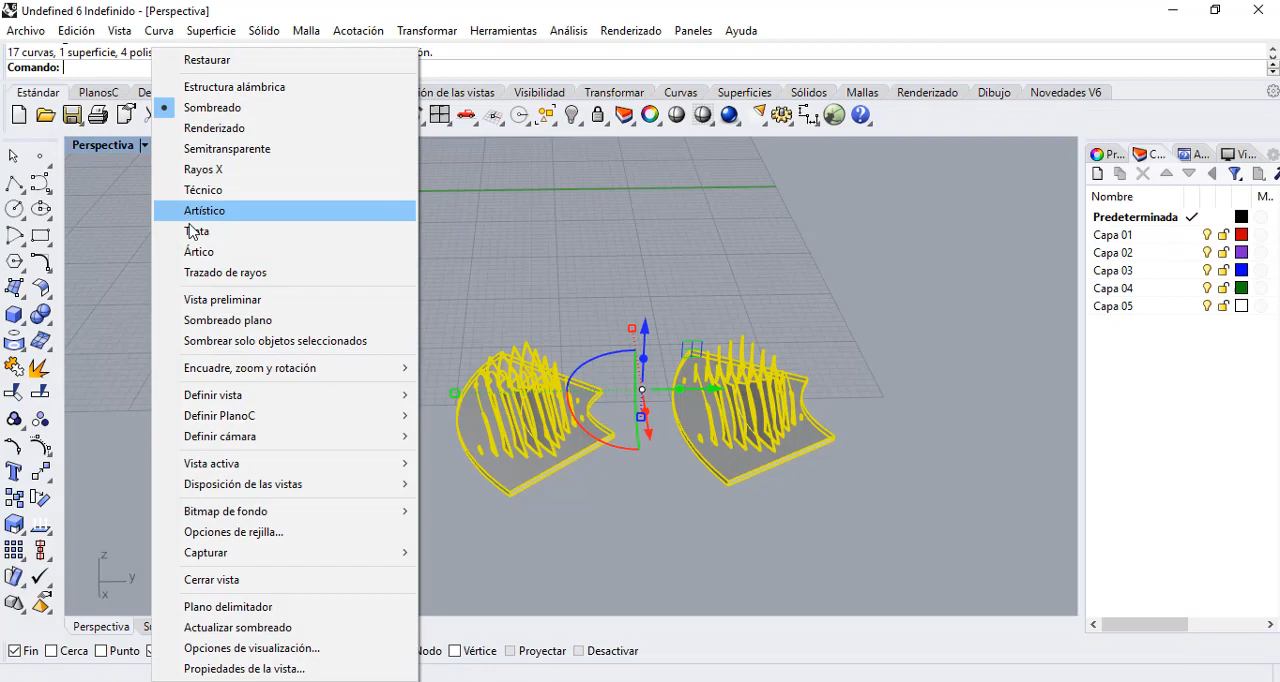 Undefined 6 Indefinido - [Perspectiva]
Archivo Edición Vista Curva Superficie Sólido Malla Acotación Transformar Herramientas Análisis Renderizado Paneles Ayuda
17 curvas, 1 superficie, 4 polis
ón.
Comando:
Estándar PlanosC
ón de las vistas Visibilidad Transformar Curvas Superficies Sólidos Mallas Renderizado Dibujo Novedades V6
Perspectiva
Restaurar
Estructura alámbrica
Sombreado
Renderizado
Semitransparente
Rayos X
Técnico
Artístico
Ártico
Trazado de rayos
Vista preliminar
Sombreado plano
Sombrear solo objetos seleccionados
Encuadre, zoom y rotación
Definir vista
Definir PlanoC
Definir cámara
Vista activa
Disposición de las vistas
Bitmap de fondo
Opciones de rejilla...
Capturar
Cerrar vista
Plano delimitador
Actualizar sombreado
Opciones de visualización...
Propiedades de la vista...
Pr... C... A... Vi...
Nombre M..
Predeterminada
Capa 01
Capa 02
Capa 03
Capa 04
Capa 05
z
y
x
Perspectiva
Fin Cerca Punto
Nodo Vértice Proyectar Desactivar